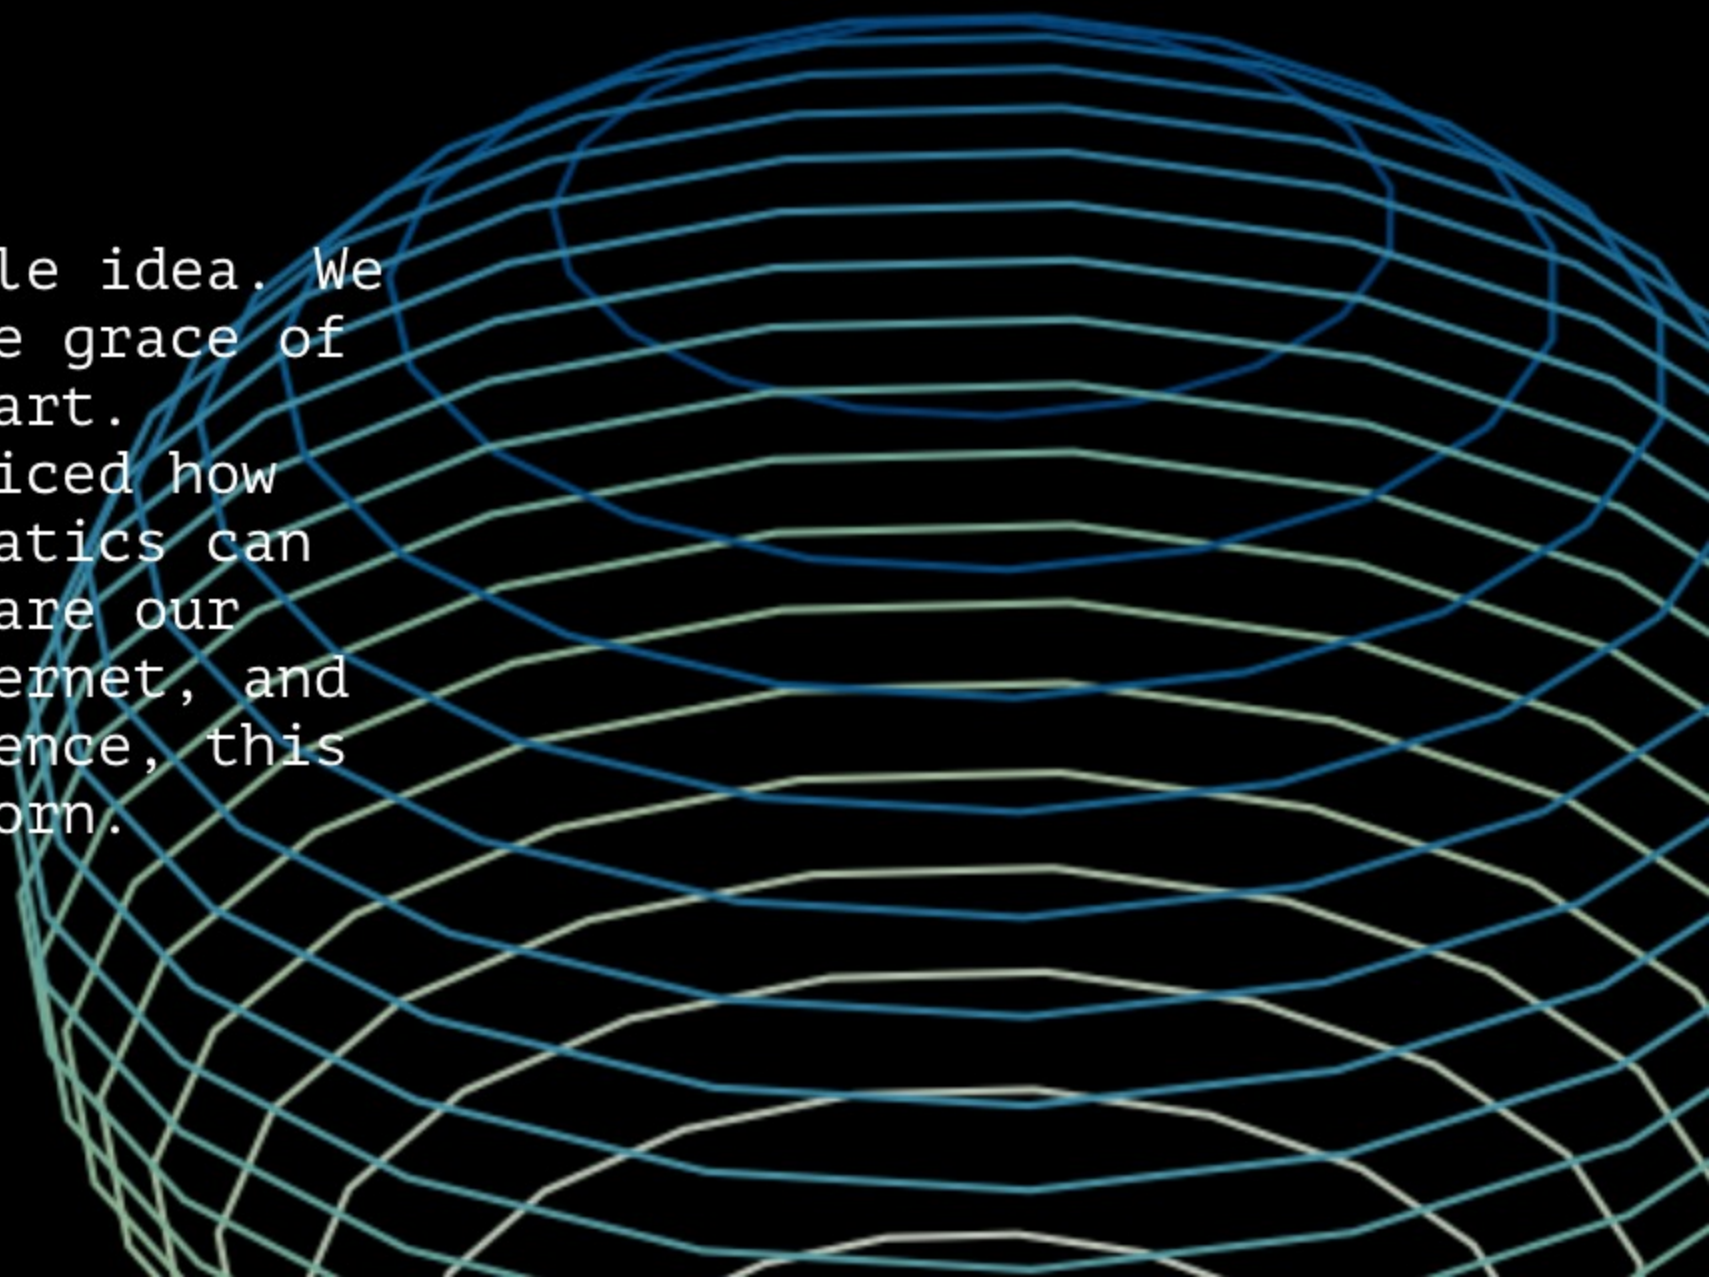 le idea. We
e grace of
art.
iced how
atics can
are our
ernet, and
ence, this
orn.